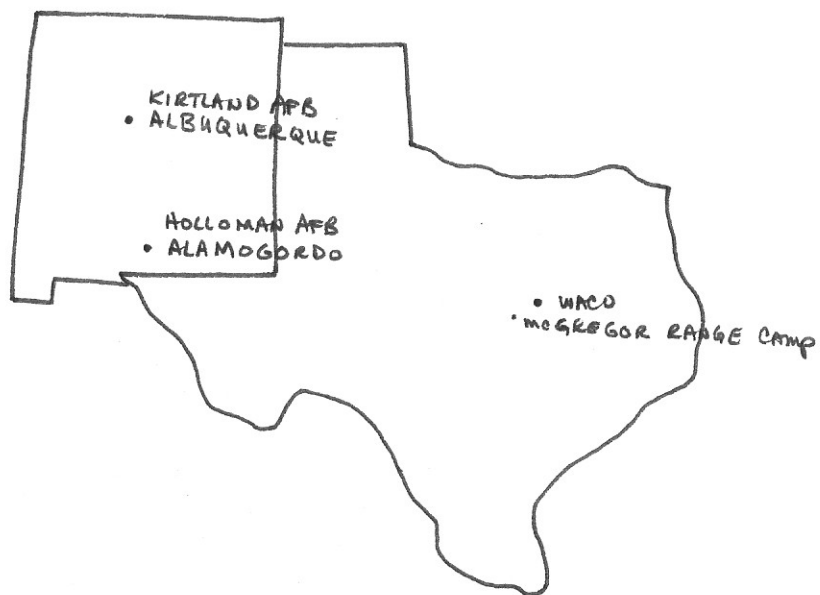 KIRTLAND AFB
ALBUQUERQUE
HOLLOMAN AFB
ALAMOGORDO
WACO
McGREGOR RANGE CAMP